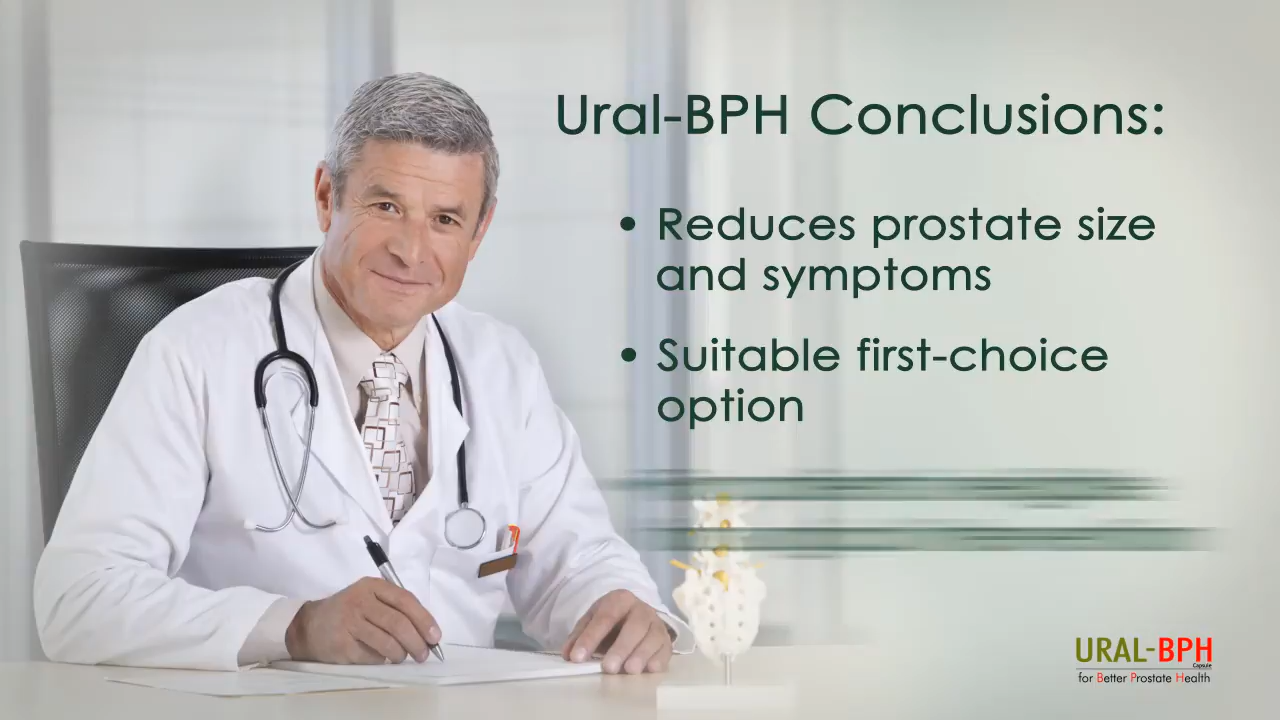 Ural-BPH Conclusions:
• Reduces prostate size
and symptoms
• Suitable first-choice
option
URAL-BPH
Capsule
for Better Prostate Health